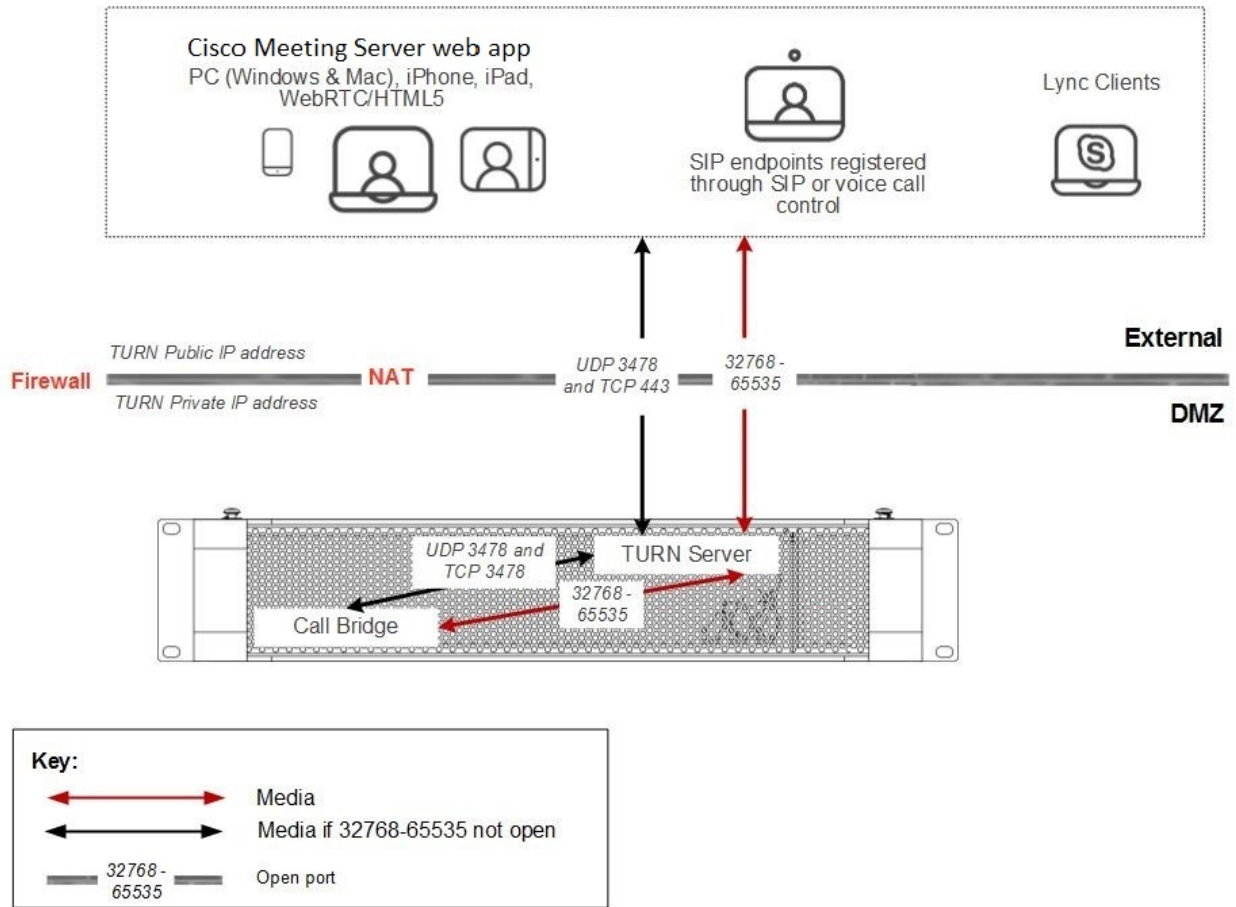 Cisco Meeting Server web app
PC (Windows & Mac), iPhone, iPad,
WebRTC/HTML5
Lync Clients
SIP endpoints registered
through SIP or voice call
control
External
TURN Public IP address
Firewall
NAT
UDP 3478
and TCP 443
32768 -
65535
TURN Private IP address
DMZ
UDP 3478 and
TCP 3478
TURN Server
32768 -
65535
Call Bridge
Key:
Media
Media if 32768-65535 not open
32768 -
65535
Open port